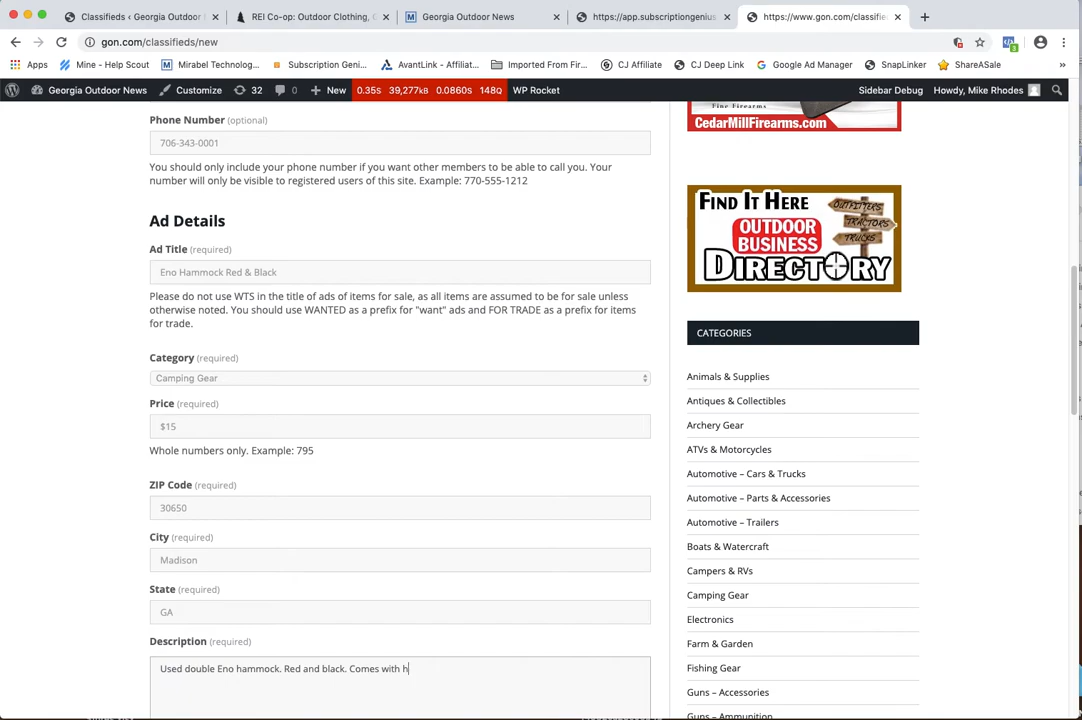 Classifieds ‹ Georgia Outdoor
REI Co-op: Outdoor Clothing, G
Georgia Outdoor News
https://app.subscriptiongenius
https://www.gon.com/classifie
gon.com/classifieds/new
Apps
Mine - Help Scout
Mirabel Technolog...
Subscription Geni...
AvantLink - Affiliat...
Imported From Fir...
CJ Affiliate
CJ Deep Link
Google Ad Manager
SnapLinker
ShareASale
»
Georgia Outdoor News
Customize
32
0
New
0.35s 39,277kB 0.0860s 148Q
WP Rocket
Sidebar Debug
Howdy, Mike Rhodes
Phone Number (optional)
706-343-0001
You should only include your phone number if you want other members to be able to call you. Your
number will only be visible to registered users of this site. Example: 770-555-1212
Ad Details
Ad Title (required)
Eno Hammock Red & Black
Please do not use WTS in the title of ads of items for sale, as all items are assumed to be for sale unless
otherwise noted. You should use WANTED as a prefix for "want" ads and FOR TRADE as a prefix for items
for trade.
Category (required)
Camping Gear
Price (required)
$15
Whole numbers only. Example: 795
ZIP Code (required)
30650
City (required)
Madison
State (required)
GA
Description (required)
Used double Eno hammock. Red and black. Comes with h
Fine Firearms
CedarMillFirearms.com
FIND IT HERE
OUTFITTERS
TRACTORS
TRUCKS
OUTDOOR
BUSINESS
DIRECTORY
CATEGORIES
Animals & Supplies
Antiques & Collectibles
Archery Gear
ATVs & Motorcycles
Automotive – Cars & Trucks
Automotive – Parts & Accessories
Automotive – Trailers
Boats & Watercraft
Campers & RVs
Camping Gear
Electronics
Farm & Garden
Fishing Gear
Guns – Accessories
Guns – Ammunition